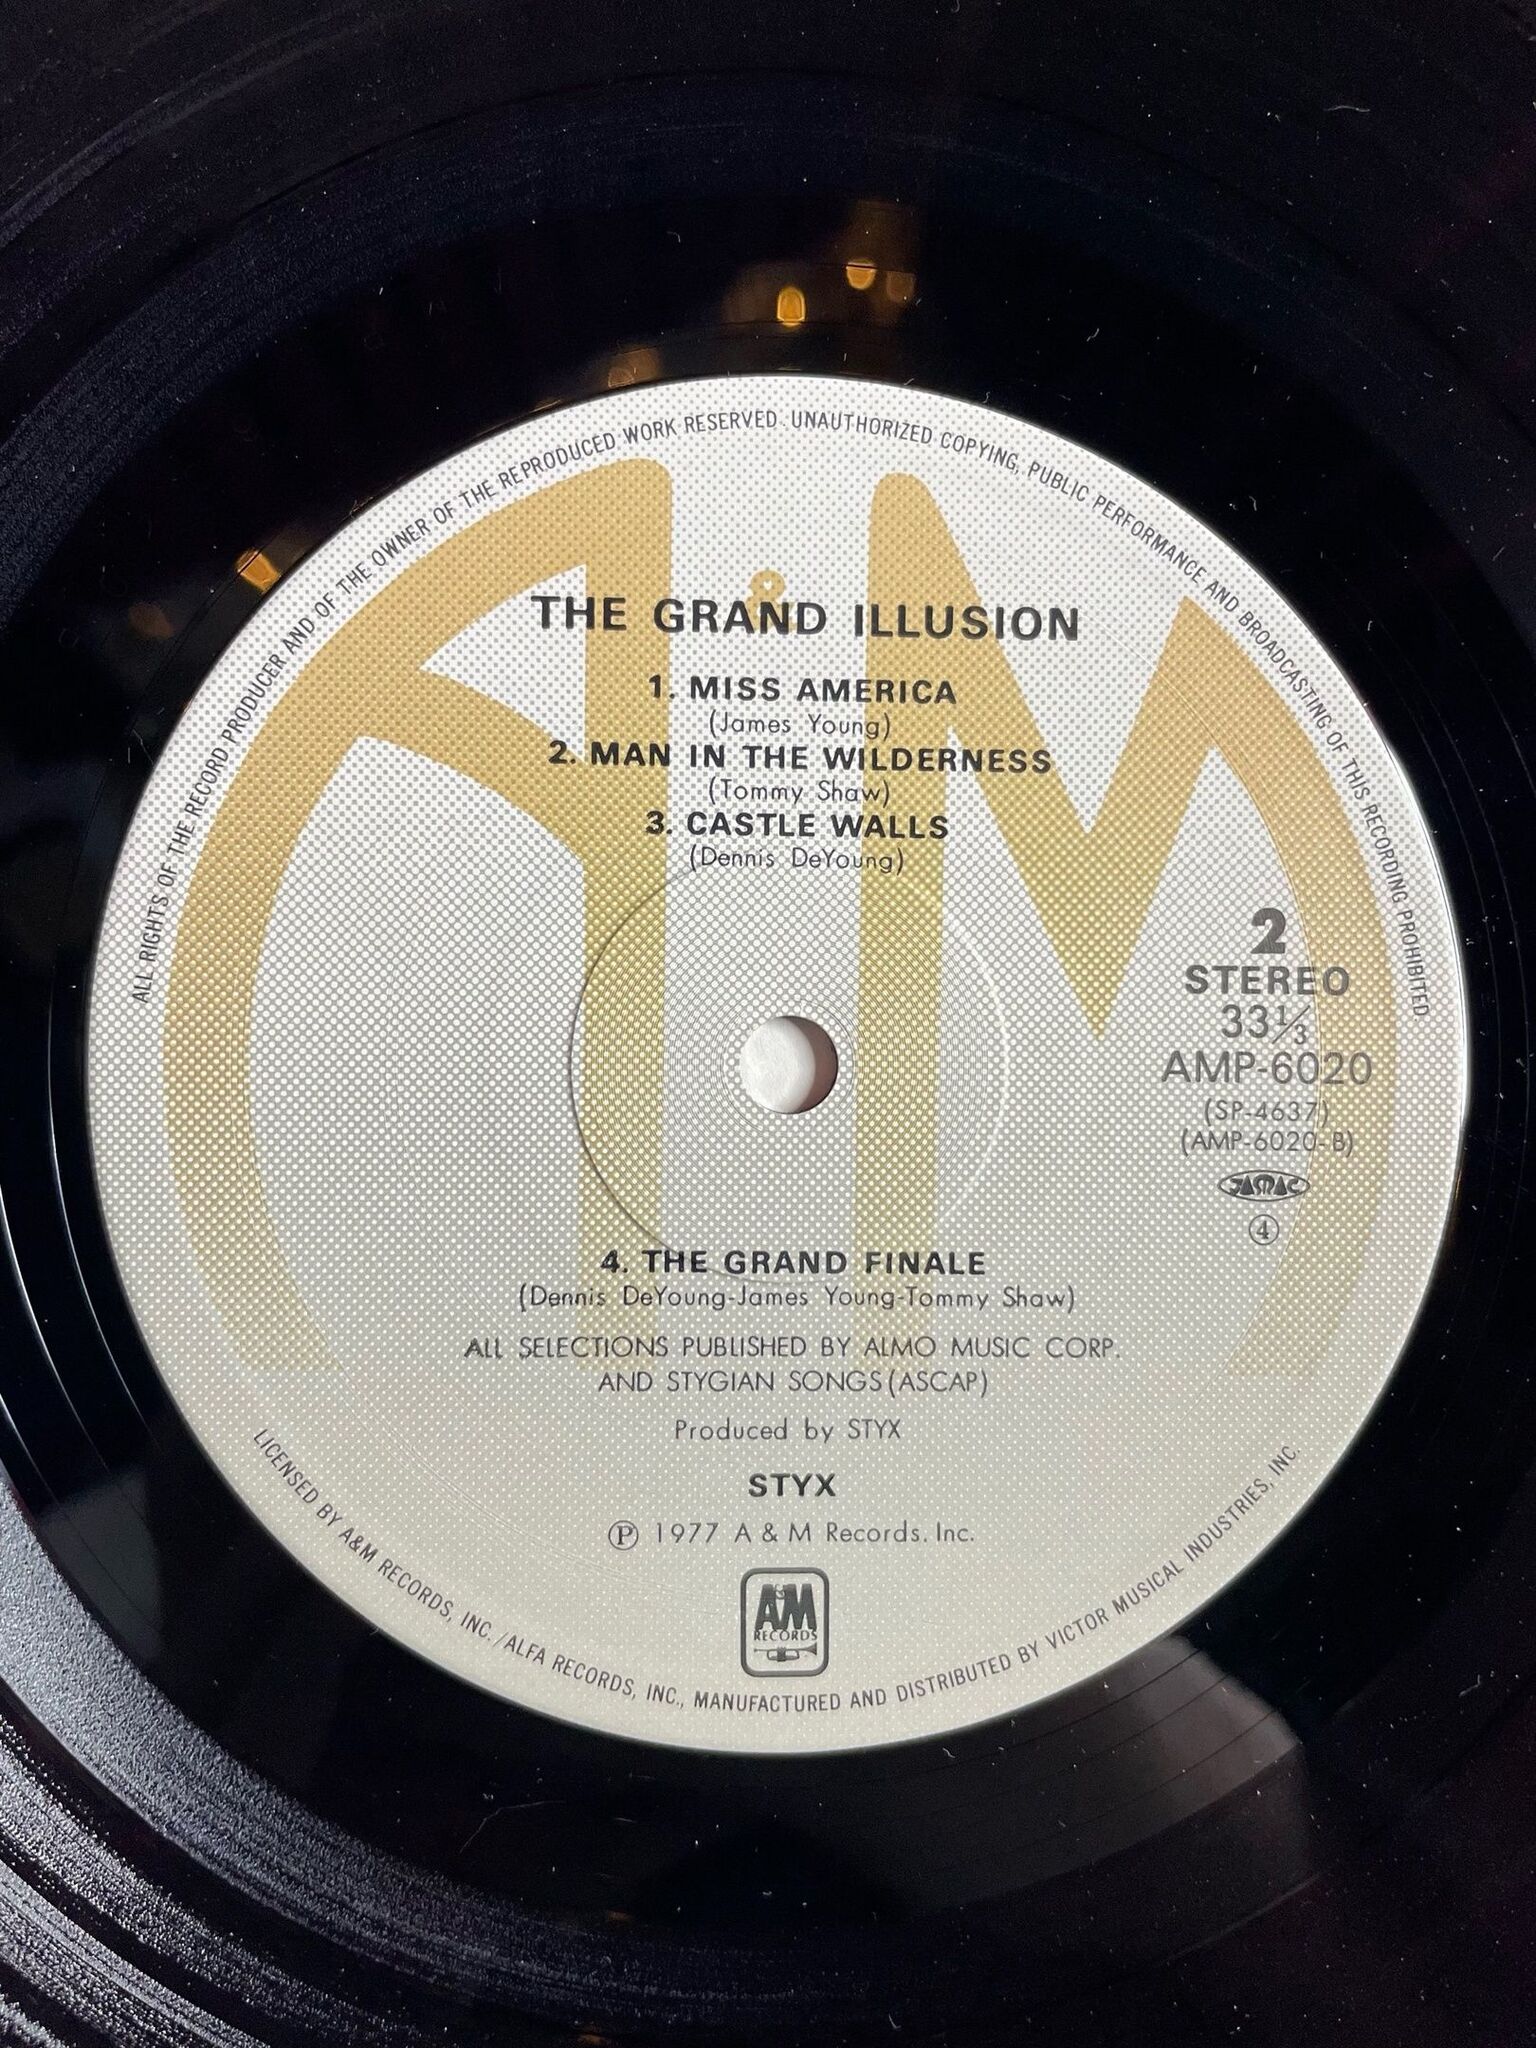 ALL RIGHTS OF THE RECORD PRODUCER AND OF THE OWNER OF THE REPRODUCED WORK RESERVED. UNAUTHORIZED COPYING, PUBLIC PERFORMANCE AND BROADCASTING OF THIS RECORDING PROHIBITED.
A&M
THE GRAND ILLUSION
1. MISS AMERICA
(James Young)
2. MAN IN THE WILDERNESS
(Tommy Shaw)
3. CASTLE WALLS
(Dennis DeYoung)
2
STEREO
33⅓
AMP-6020
(SP-4637)
(AMP-6020-B)
JASRAC
④
4. THE GRAND FINALE
(Dennis DeYoung-James Young-Tommy Shaw)
ALL SELECTIONS PUBLISHED BY ALMO MUSIC CORP.
AND STYGIAN SONGS(ASCAP)
Produced by STYX
STYX
Ⓟ 1977 A & M Records. Inc.
A&M
RECORDS
LICENSED BY A&M RECORDS, INC./ALFA RECORDS, INC., MANUFACTURED AND DISTRIBUTED BY VICTOR MUSICAL INDUSTRIES, INC.